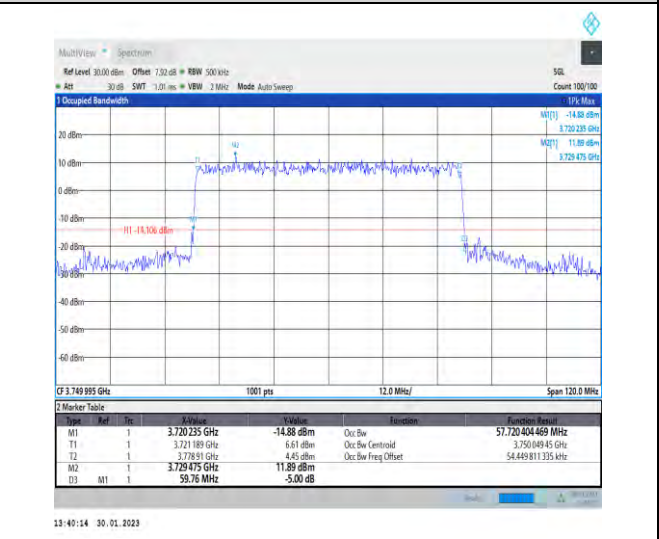 MultiView Spectrum
Ref Level 30.00 dBm Offset 7.92 dB RBW 500 kHz SGL
Att 30 dB SWT 1.01 ms VBW 2 MHz Mode Auto Sweep Count 100/100
1 Occupied Bandwidth 1Pk Max
M1[1] -14.88 dBm
3.720 235 GHz
M2[1] 11.89 dBm
3.729 475 GHz
20 dBm
M2
T1
10 dBm
0 dBm
-10 dBm
M1
H1 -14.106 dBm
-20 dBm
-30 dBm
-40 dBm
-50 dBm
-60 dBm
CF 3.749 995 GHz 1001 pts 12.0 MHz/ Span 120.0 MHz
2 Marker Table
Type Ref Trc X-Value Y-Value Function Function Result
M1 1 3.720 235 GHz -14.88 dBm Occ Bw 57.720 404 469 MHz
T1 1 3.721 189 GHz 6.61 dBm Occ Bw Centroid 3.750 049 45 GHz
T2 1 3.778 91 GHz 4.45 dBm Occ Bw Freq Offset 54.449 811 335 kHz
M2 1 3.729 475 GHz 11.89 dBm
D3 M1 1 59.76 MHz -5.00 dB
13:40:14 30.01.2023